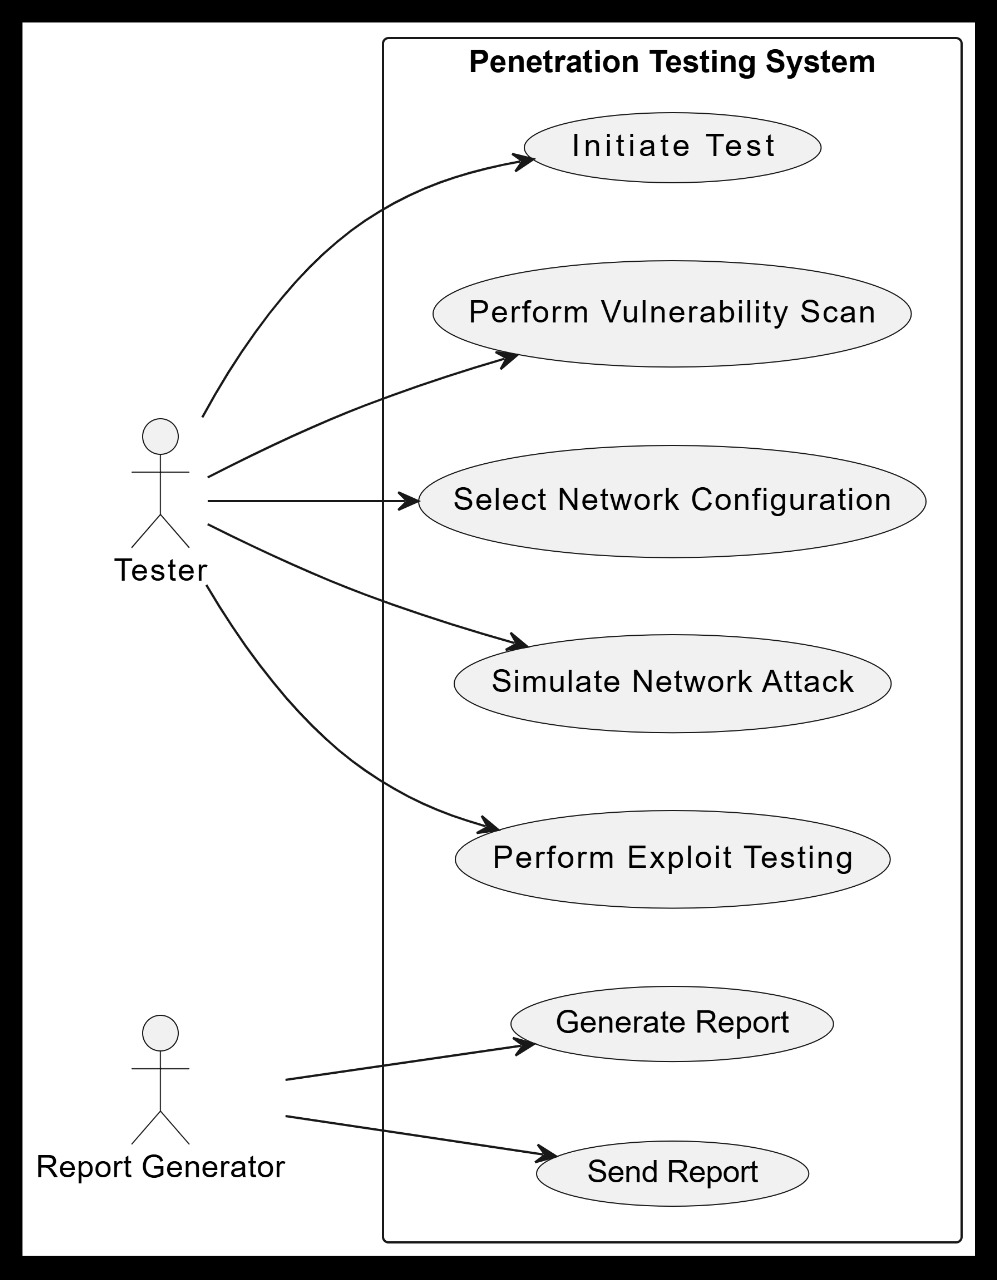 Penetration Testing System
Initiate Test
Perform Vulnerability Scan
Select Network Configuration
Tester
Simulate Network Attack
Perform Exploit Testing
Generate Report
Report Generator
Send Report